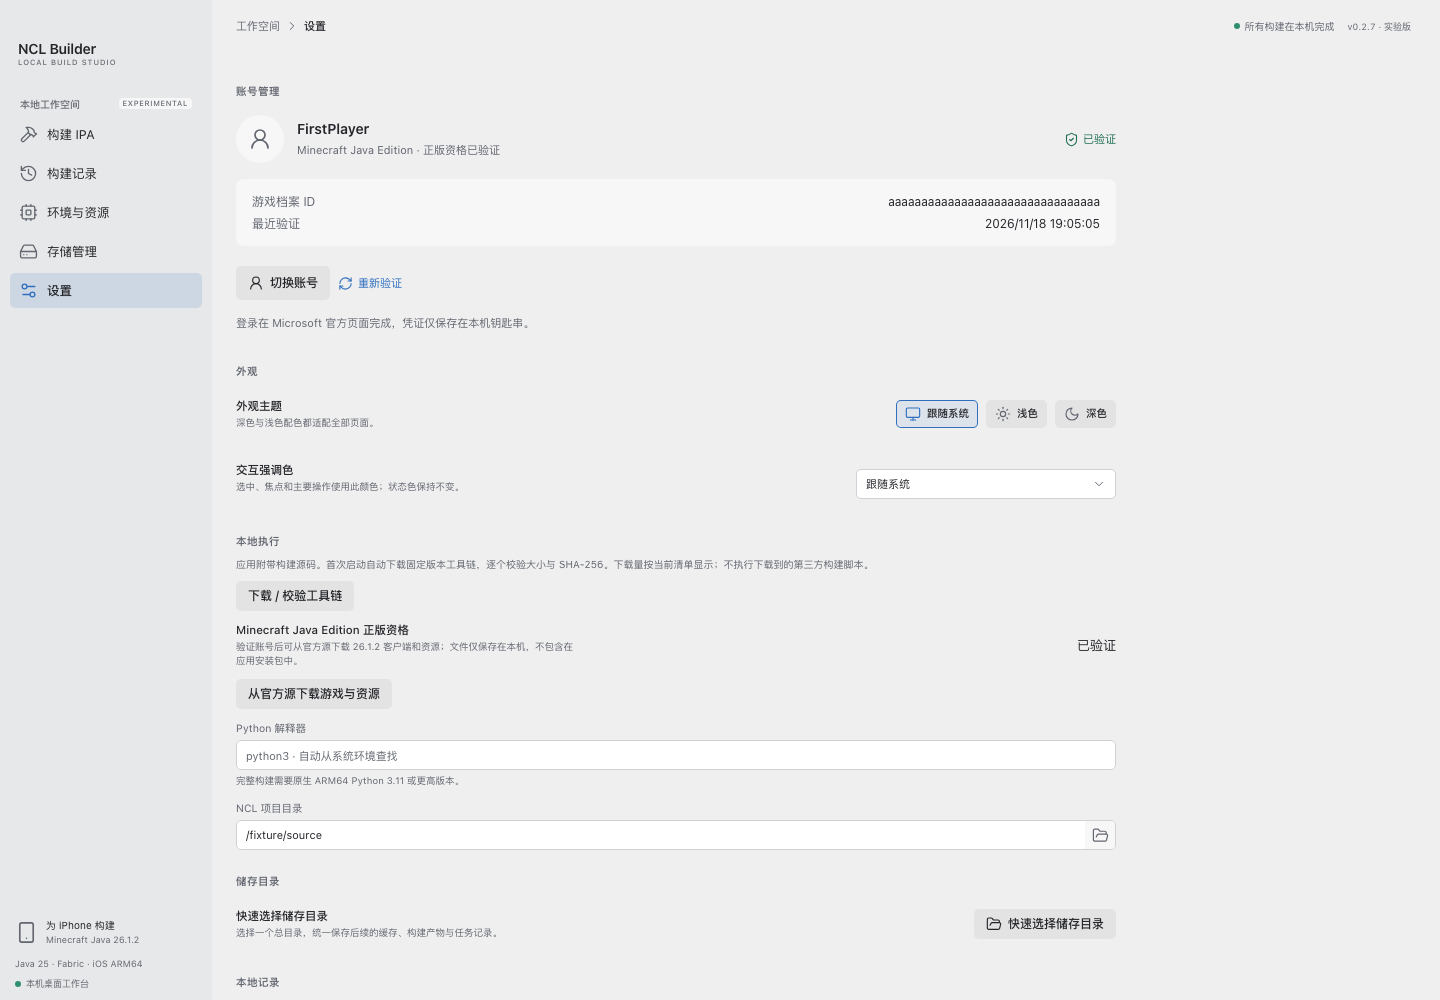 NCL Builder
LOCAL BUILD STUDIO
本地工作空间 EXPERIMENTAL
构建 IPA
构建记录
环境与资源
存储管理
设置
为 iPhone 构建
Minecraft Java 26.1.2
Java 25 · Fabric · iOS ARM64
本机桌面工作台
工作空间 > 设置
所有构建在本机完成 v0.2.7 · 实验版
账号管理
FirstPlayer
Minecraft Java Edition · 正版资格已验证
已验证
游戏档案 ID aaaaaaaaaaaaaaaaaaaaaaaaaaaaaaaa
最近验证 2026/11/18 19:05:05
切换账号 重新验证
登录在 Microsoft 官方页面完成，凭证仅保存在本机钥匙串。
外观
外观主题
深色与浅色配色都适配全部页面。
跟随系统 浅色 深色
交互强调色
选中、焦点和主要操作使用此颜色；状态色保持不变。
跟随系统
本地执行
应用附带构建源码。首次启动自动下载固定版本工具链，逐个校验大小与 SHA-256。下载量按当前清单显示；不执行下载到的第三方构建脚本。
下载 / 校验工具链
Minecraft Java Edition 正版资格
验证账号后可从官方源下载 26.1.2 客户端和资源；文件仅保存在本机，不包含在
应用安装包中。
已验证
从官方源下载游戏与资源
Python 解释器
python3 · 自动从系统环境查找
完整构建需要原生 ARM64 Python 3.11 或更高版本。
NCL 项目目录
/fixture/source
储存目录
快速选择储存目录
选择一个总目录，统一保存后续的缓存、构建产物与任务记录。
快速选择储存目录
本地记录